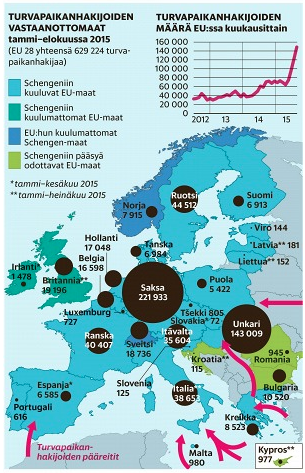 TURVAPAIKANHAKIJOIDEN
VASTAANOTTOMAAT
tammi–elokuussa 2015
(EU 28 yhteensä 629 224 turva-
paikanhakijaa)
Schengeniin
kuuluvat EU-maat
Schengeniin
kuulumattomat EU-maat
EU:hun kuulumattomat
Schengen-maat
Schengeniin pääsyä
odottavat EU-maat
*tammi–kesäkuu 2015
**tammi–heinäkuu 2015
TURVAPAIKANHAKIJOIDEN
MÄÄRÄ EU:ssa kuukausittain
160 000
140 000
120 000
100 000
80 000
60 000
40 000
20 000
0
2012 13 14 15
Norja
7 915
Ruotsi
44 512
Suomi
6 913
Viro 144
Latvia** 181
Liettua** 152
Hollanti
17 048
Belgia
16 598
Tanska
6 984
Irlanti*
1 478
Britannia**
19 196
Saksa
221 933
Puola
5 422
Luxemburg
727
Tšekki 805
Slovakia* 72
Itävalta
35 604
Unkari
143 009
Ranska
40 407
Sveitsi
18 736
Kroatia**
115
945
Romania
Slovenia
125
Italia**
38 653
Bulgaria
10 520
Espanja*
6 585
Portugali
616
Kreikka
8 523
Turvapaikan-
hakijoiden pääreitit
Malta
980
Kypros**
977